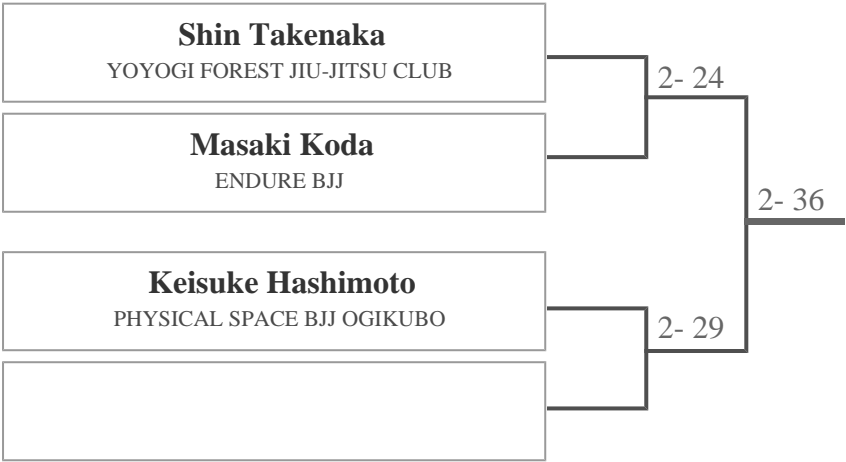 Shin Takenaka
YOYOGI FOREST JIU-JITSU CLUB
2- 24
Masaki Koda
ENDURE BJJ
2- 36
Keisuke Hashimoto
PHYSICAL SPACE BJJ OGIKUBO
2- 29